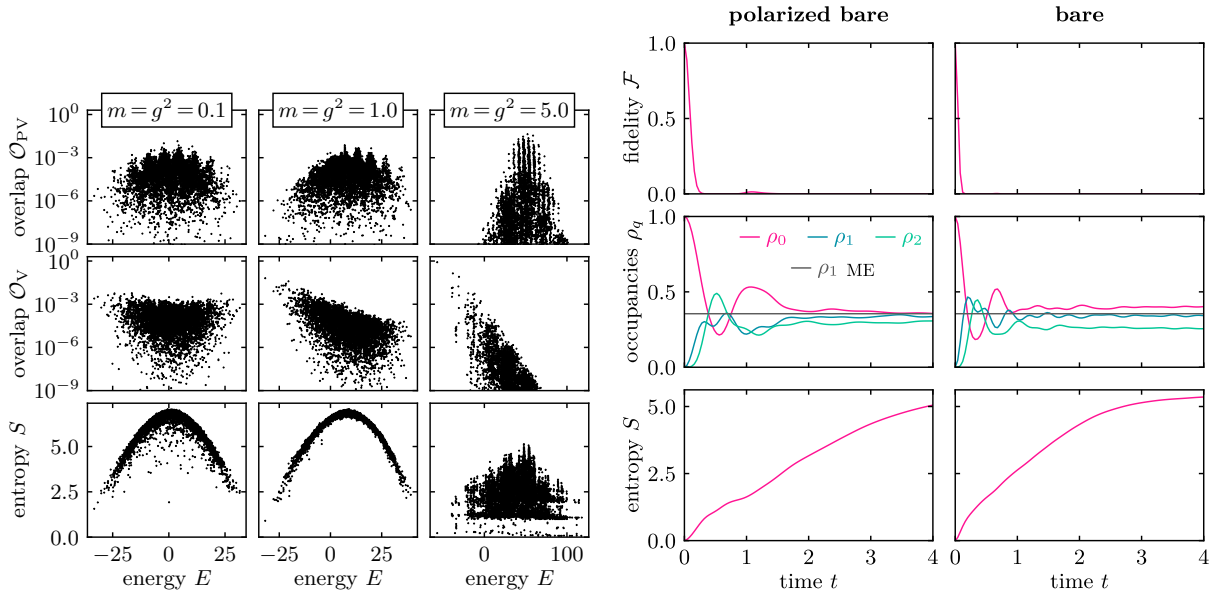 polarized bare
bare
m = g² = 0.1
m = g² = 1.0
m = g² = 5.0
overlap 𝒪_PV
10⁰
10⁻³
10⁻⁶
10⁻⁹
overlap 𝒪_V
10⁰
10⁻³
10⁻⁶
10⁻⁹
entropy S
5.0
2.5
0.0
−25 0 25
−25 0 25
0 50 100
energy E
energy E
energy E
fidelity ℱ
1.0
0.5
0.0
occupancies ρ_q
1.0
0.5
0.0
ρ₀ ρ₁ ρ₂
ρ₁ ME
entropy S
5.0
2.5
0.0
0 1 2 3 4
0 1 2 3 4
time t
time t